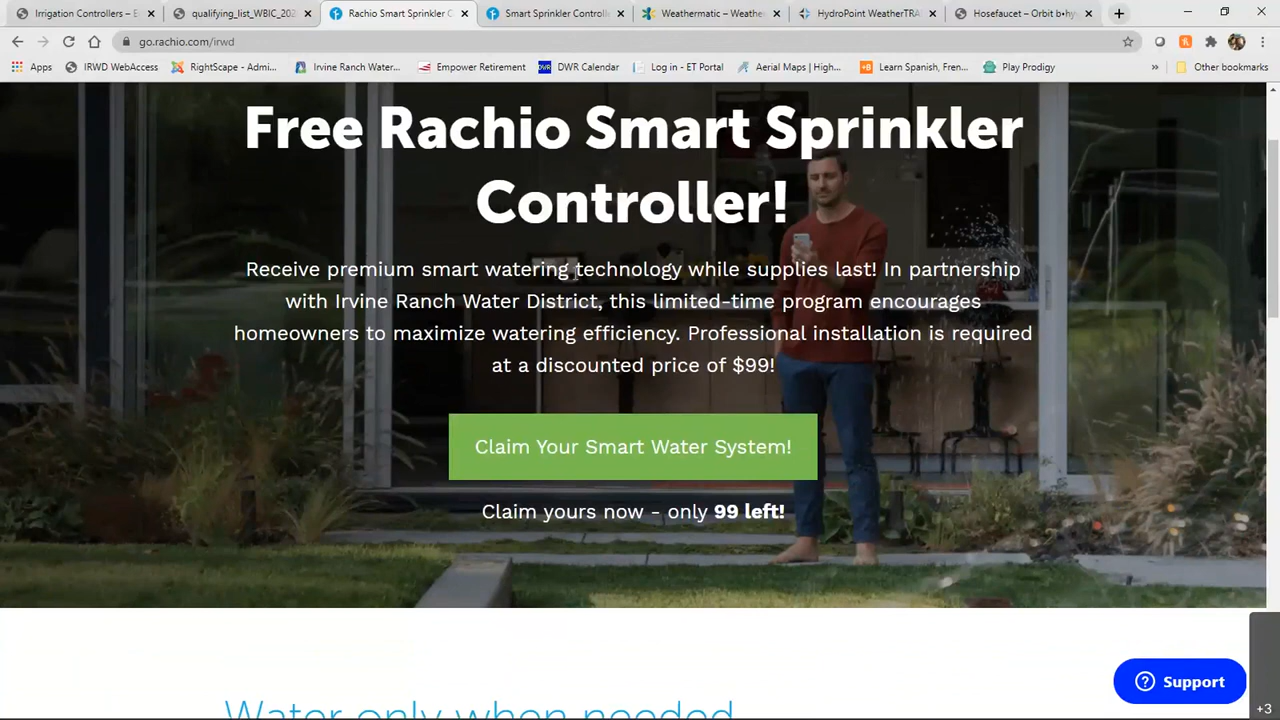 Irrigation Controllers – E
qualifying_list_WBIC_202
Rachio Smart Sprinkler C
Smart Sprinkler Controll
Weathermatic – Weather
HydroPoint WeatherTRA
Hosefaucet – Orbit b•hy
go.rachio.com/irwd
Apps
IRWD WebAccess
RightScape - Admi...
Irvine Ranch Water...
Empower Retirement
DWR
DWR Calendar
Log in - ET Portal
Aerial Maps | High...
Learn Spanish, Fren...
Play Prodigy
»
Other bookmarks
Free Rachio Smart Sprinkler
Controller!
Receive premium smart watering technology while supplies last! In partnership
with Irvine Ranch Water District, this limited-time program encourages
homeowners to maximize watering efficiency. Professional installation is required
at a discounted price of $99!
Claim Your Smart Water System!
Claim yours now - only 99 left!
Water only when needed
Support
+3